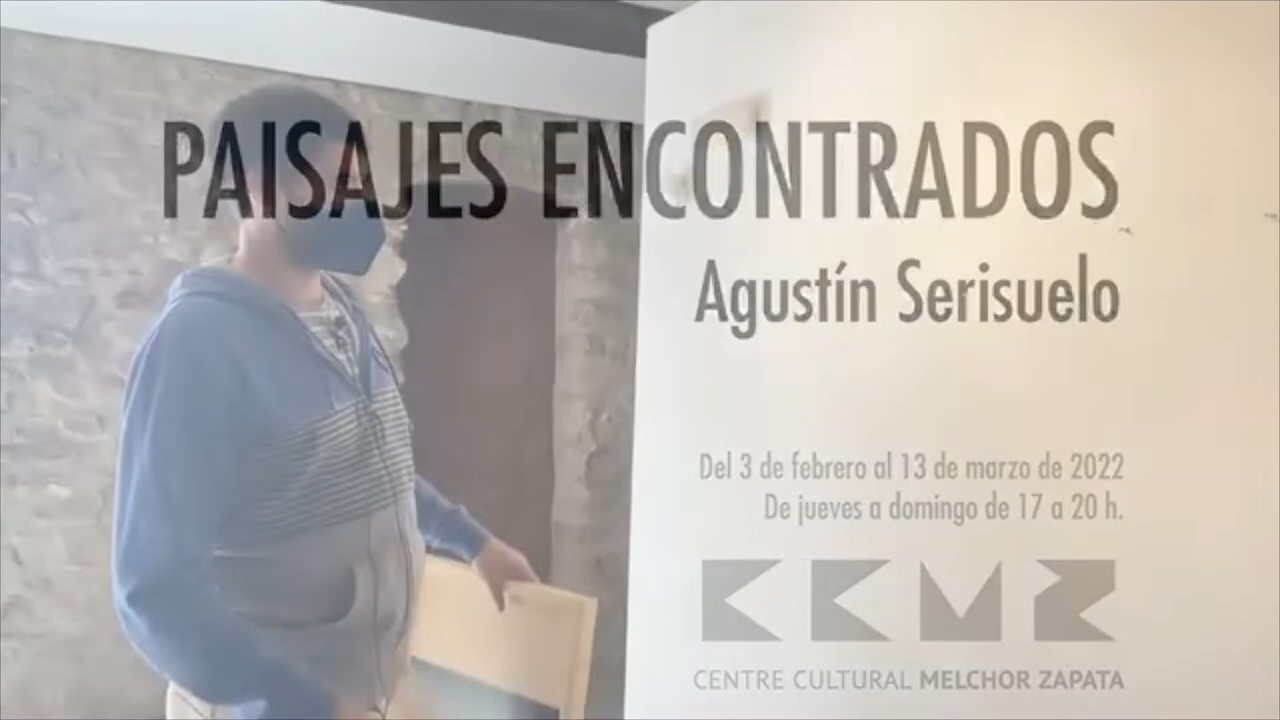 PAISAJES ENCONTRADOS
Agustín Serisuelo
Del 3 de febrero al 13 de marzo de 2022
De jueves a domingo de 17 a 20 h.
CCMZ
CENTRE CULTURAL MELCHOR ZAPATA